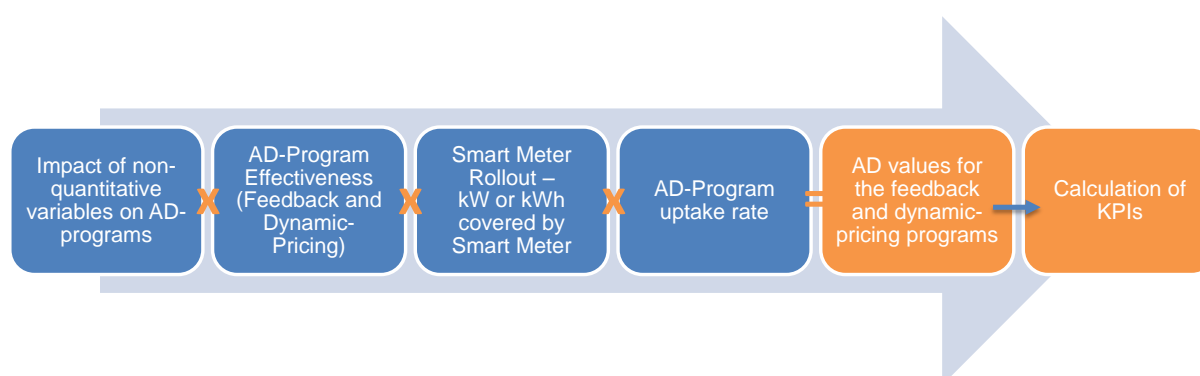 Impact of non-
quantitative
variables on AD-
programs
X
AD-Program
Effectiveness
(Feedback and
Dynamic-
Pricing)
X
Smart Meter
Rollout –
kW or kWh
covered by
Smart Meter
X
AD-Program
uptake rate
=
AD values for
the feedback
and dynamic-
pricing programs
Calculation of
KPIs